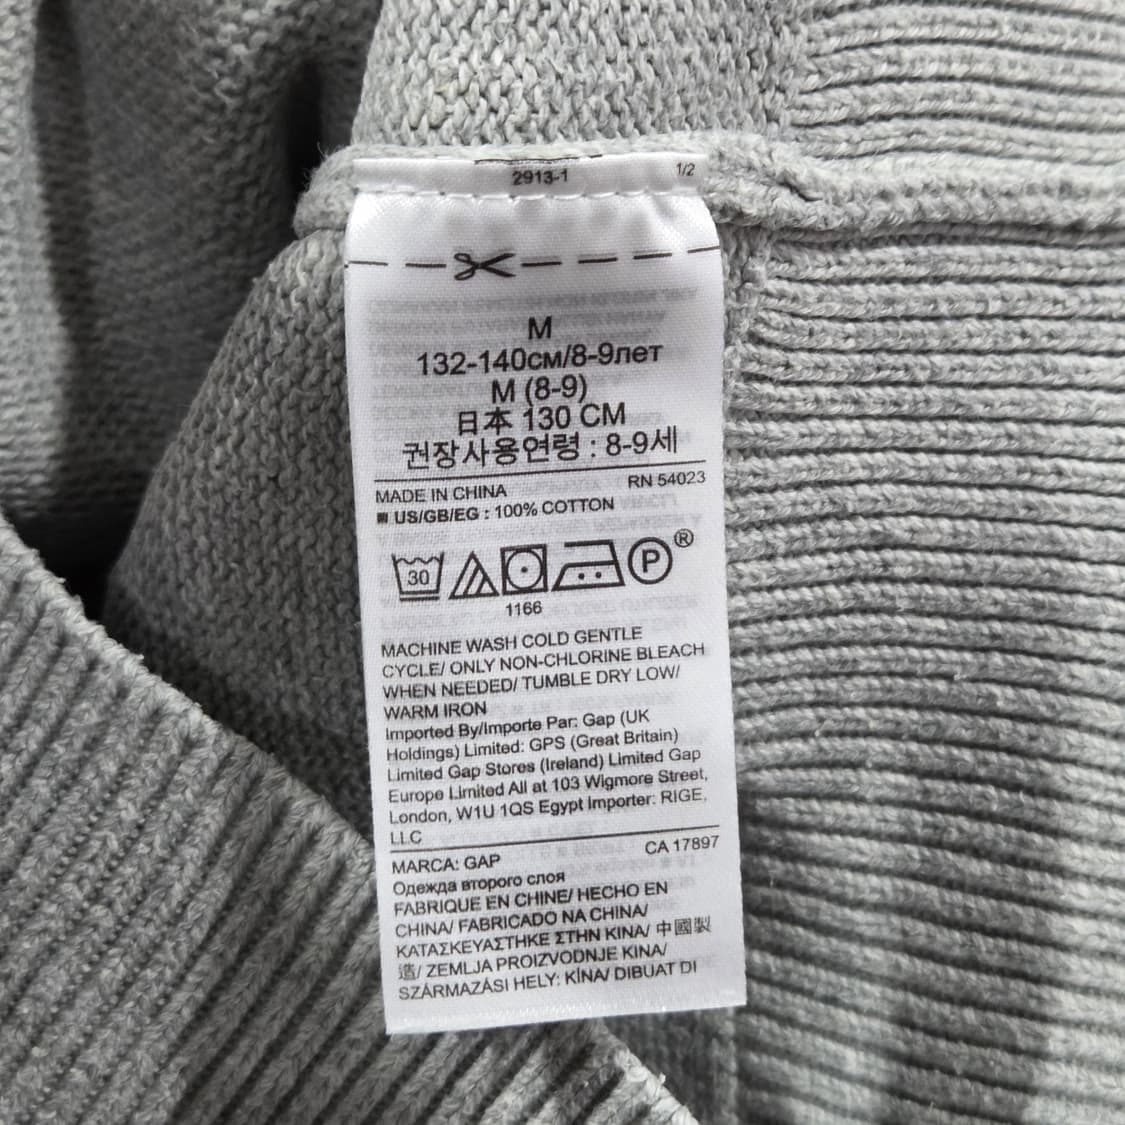 2913-1
1/2
M
132-140см/8-9лет
M (8-9)
日本 130 CM
권장사용연령 : 8-9세
RN 54023
MADE IN CHINA
US/GB/EG : 100% COTTON
30
P®
1166
MACHINE WASH COLD GENTLE
CYCLE/ ONLY NON-CHLORINE BLEACH
WHEN NEEDED/ TUMBLE DRY LOW/
WARM IRON
Imported By/Importe Par: Gap (UK
Holdings) Limited: GPS (Great Britain)
Limited Gap Stores (Ireland) Limited Gap
Europe Limited All at 103 Wigmore Street,
London, W1U 1QS Egypt Importer: RIGE,
LLC
CA 17897
MARCA: GAP
Одежда второго слоя
FABRIQUE EN CHINE/ HECHO EN
CHINA/ FABRICADO NA CHINA/
ΚΑΤΑΣΚΕΥΑΣΤΗΚΕ ΣΤΗΝ ΚΙΝΑ/ 中國製
造/ ZEMLJA PROIZVODNJE KINA/
SZÁRMAZÁSI HELY: KÍNA/ DIBUAT DI